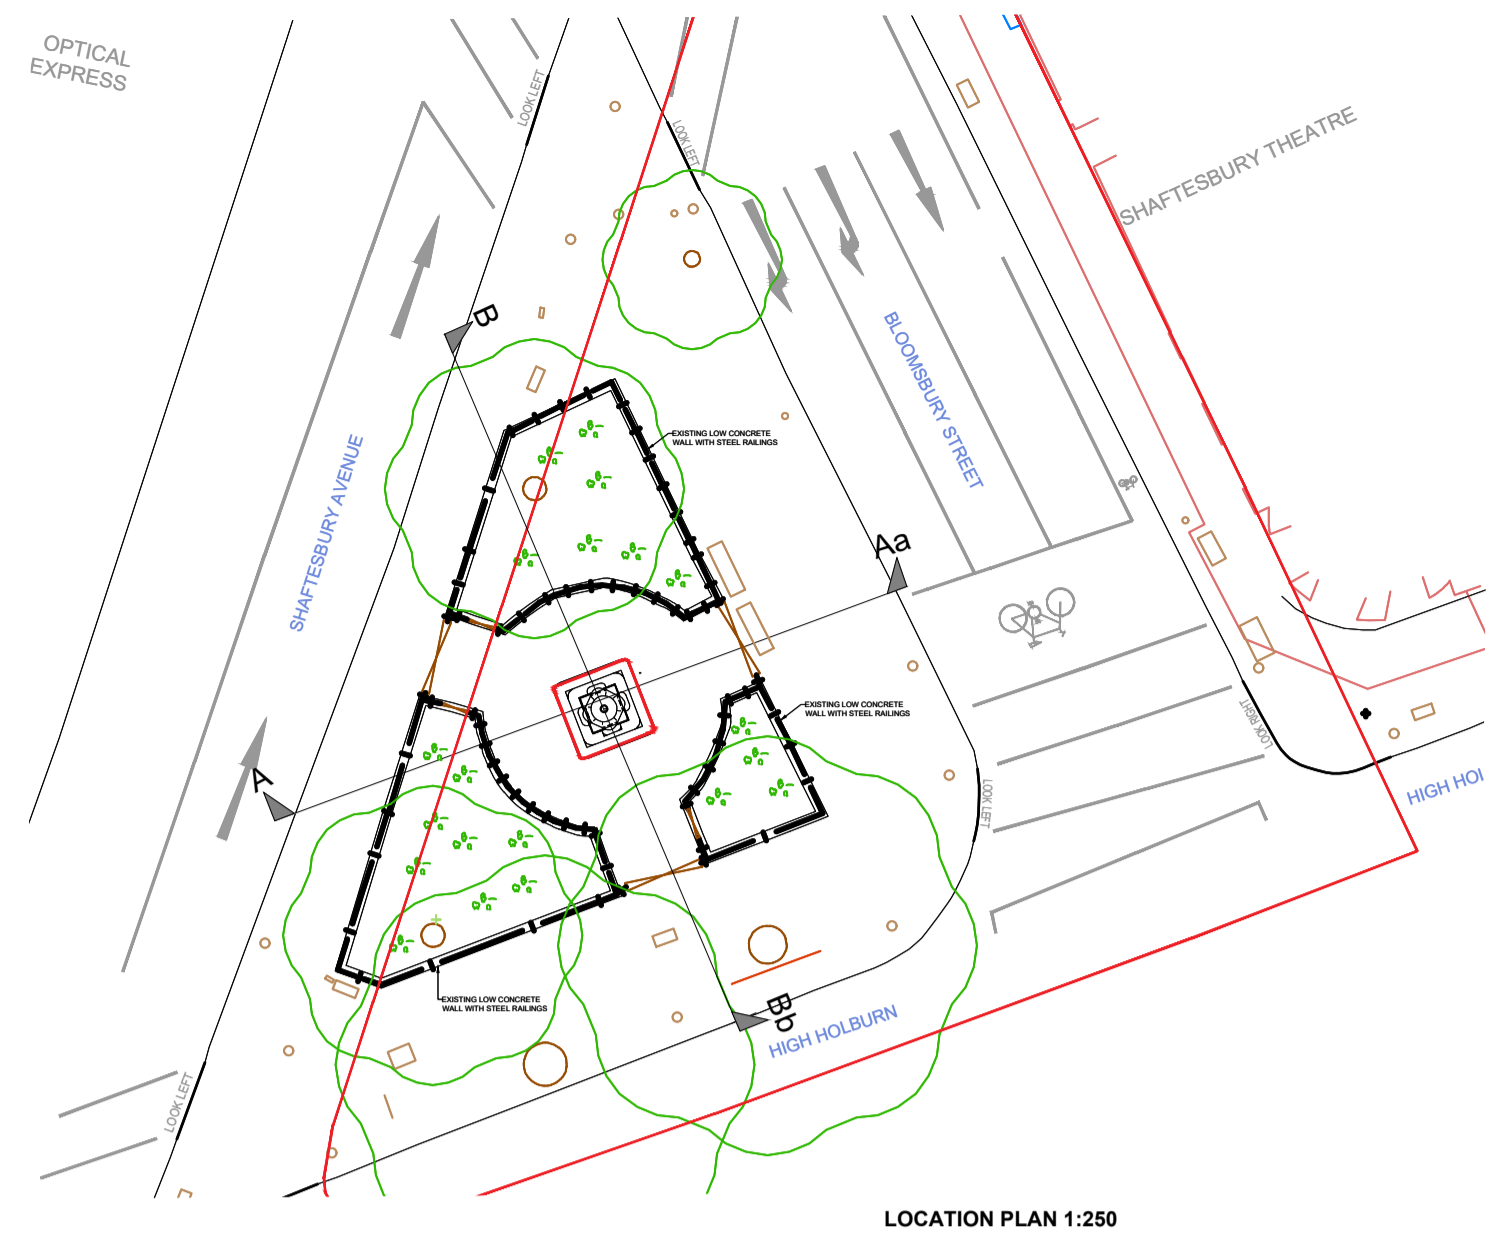 OPTICAL
EXPRESS
LOOK LEFT
LOOK LEFT
SHAFTESBURY THEATRE
B
BLOOMSBURY STREET
EXISTING LOW CONCRETE
WALL WITH STEEL RAILINGS
SHAFTESBURY AVENUE
Aa
EXISTING LOW CONCRETE
WALL WITH STEEL RAILINGS
LOOK RIGHT
A
LOOK LEFT
HIGH HOL
EXISTING LOW CONCRETE
WALL WITH STEEL RAILINGS
Bb
HIGH HOLBURN
LOOK LEFT
LOCATION PLAN 1:250